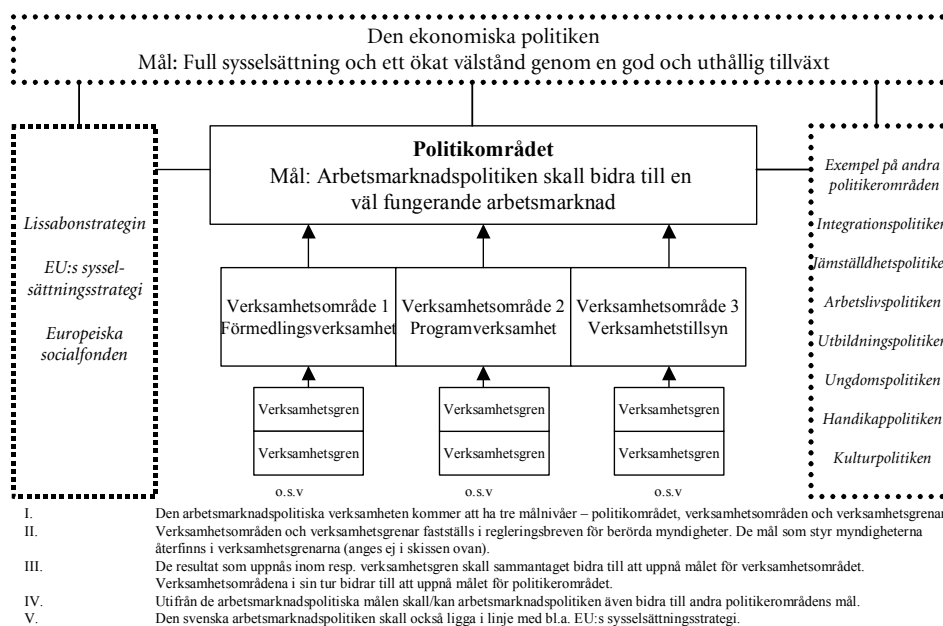 Den ekonomiska politiken
Mål: Full sysselsättning och ett ökat välstånd genom en god och uthållig tillväxt
Politikområdet
Mål: Arbetsmarknadspolitiken skall bidra till en
väl fungerande arbetsmarknad
Lissabonstrategin
EU:s syssel-
sättningsstrategi
Europeiska
socialfonden
Exempel på andra
politikerområden
Integrationspolitiken
Jämställdhetspolitiken
Arbetslivspolitiken
Utbildningspolitiken
Ungdomspolitiken
Handikappolitiken
Kulturpolitiken
Verksamhetsområde 1
Förmedlingsverksamhet
Verksamhetsområde 2
Programverksamhet
Verksamhetsområde 3
Verksamhetstillsyn
Verksamhetsgren
Verksamhetsgren
o.s.v
Verksamhetsgren
Verksamhetsgren
o.s.v
Verksamhetsgren
Verksamhetsgren
o.s.v
I. Den arbetsmarknadspolitiska verksamheten kommer att ha tre målnivåer – politikområdet, verksamhetsområden och verksamhetsgrenar
II. Verksamhetsområden och verksamhetsgrenar fastställs i regleringsbreven för berörda myndigheter. De mål som styr myndigheterna
återfinns i verksamhetsgrenarna (anges ej i skissen ovan).
III. De resultat som uppnås inom resp. verksamhetsgren skall sammantaget bidra till att uppnå målet för verksamhetsområdet.
Verksamhetsområdena i sin tur bidrar till att uppnå målet för politikerområdet.
IV. Utifrån de arbetsmarknadspolitiska målen skall/kan arbetsmarknadspolitiken även bidra till andra politikerområdens mål.
V. Den svenska arbetsmarknadspolitiken skall också ligga i linje med bl.a. EU:s sysselsättningsstrategi.